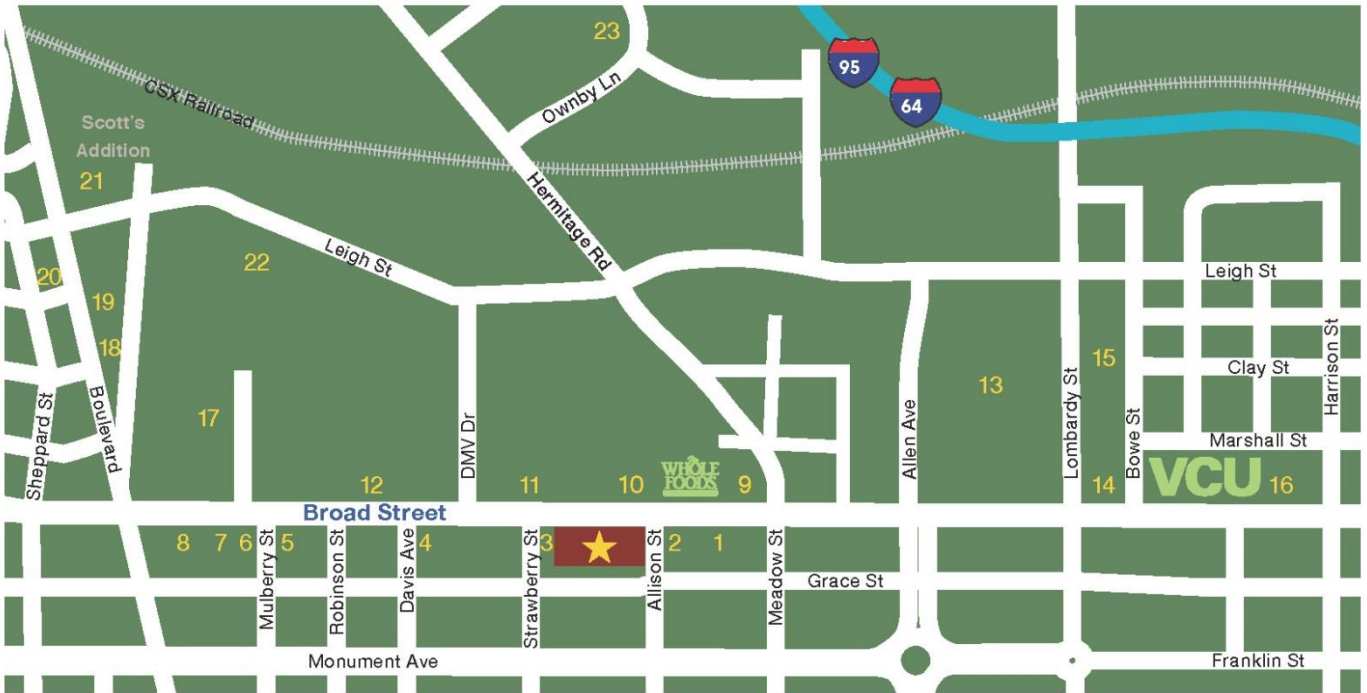 23
95
64
Ownby Ln
CSX Railroad
Scott's
Addition
21
Hermitage Rd
22
Leigh St
Leigh St
20
19
18
15
Clay St
Harrison St
13
17
Sheppard St
Boulevard
DMV Dr
Allen Ave
Lombardy St
Bowe St
Marshall St
12
11
10
WHOLE
FOODS
9
14
VCU
16
Broad Street
8
7
6
Mulberry St
5
Robinson St
Davis Ave
4
Strawberry St
3
Allison St
2
1
Meadow St
Grace St
Monument Ave
Franklin St